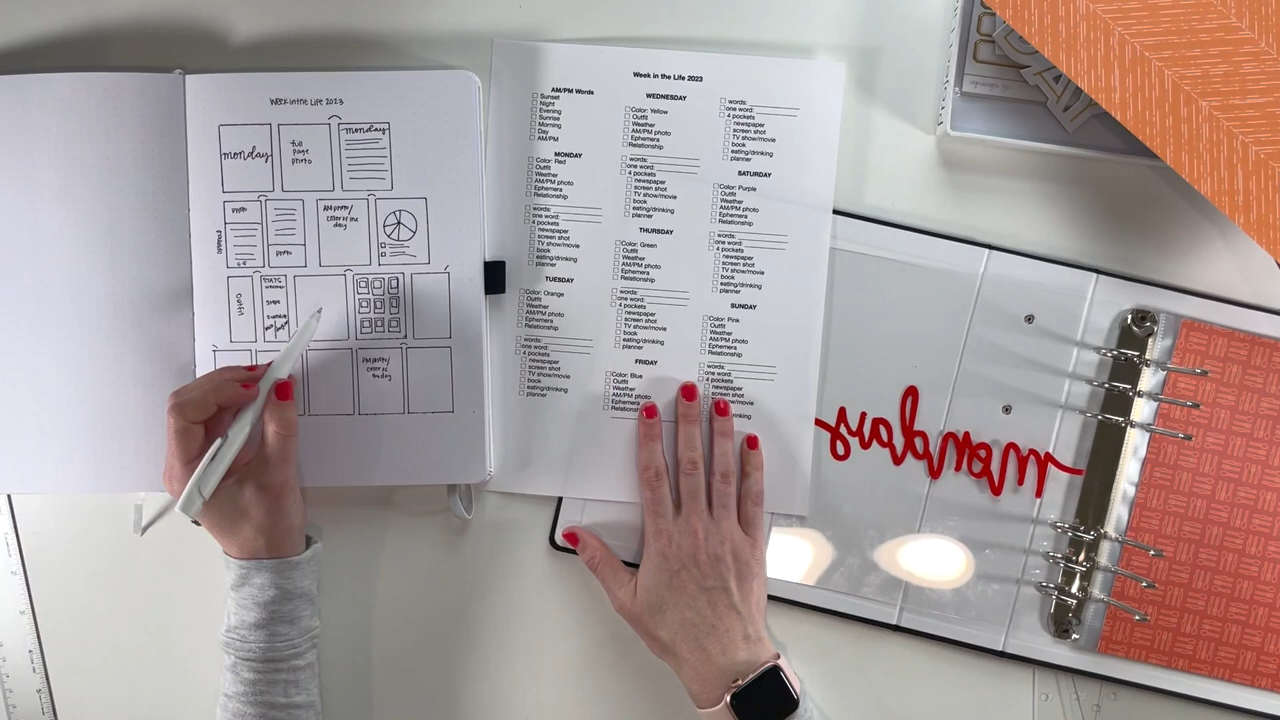 Week in the Life 2023
monday
full
page
photo
monday
PHOTO
PHOTO
AM photo/
color of the
day
OUTFIT
STATS
weather
steps
sunrise
PM photo/
color of
the day
Week in the Life 2023
AM/PM Words
Sunset
Night
Evening
Sunrise
Morning
Day
AM/PM
MONDAY
Color: Red
Outfit
Weather
AM/PM photo
Ephemera
Relationship
words:
one word:
4 pockets
newspaper
screen shot
TV show/movie
book
eating/drinking
planner
TUESDAY
Color: Orange
Outfit
Weather
AM/PM photo
Ephemera
Relationship
words:
one word:
4 pockets
newspaper
screen shot
TV show/movie
book
eating/drinking
planner
WEDNESDAY
Color: Yellow
Outfit
Weather
AM/PM photo
Ephemera
Relationship
words:
one word:
4 pockets
newspaper
screen shot
TV show/movie
book
eating/drinking
planner
THURSDAY
Color: Green
Outfit
Weather
AM/PM photo
Ephemera
Relationship
words:
one word:
4 pockets
newspaper
screen shot
TV show/movie
book
eating/drinking
planner
FRIDAY
Color: Blue
Outfit
Weather
AM/PM photo
Ephemera
words:
one word:
4 pockets
newspaper
screen shot
TV show/movie
book
eating/drinking
planner
SATURDAY
Color: Purple
Outfit
Weather
AM/PM photo
Ephemera
Relationship
words:
one word:
4 pockets
newspaper
screen shot
TV show/movie
book
eating/drinking
planner
SUNDAY
Color: Pink
Outfit
Weather
AM/PM photo
Ephemera
Relationship
words:
one word:
4 pockets
newspaper
screen shot
DAY
mondays